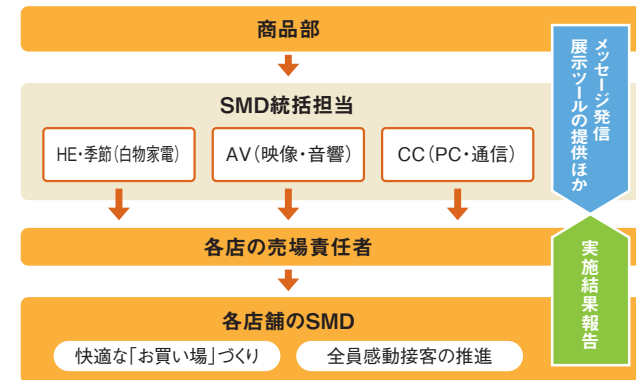 商品部
SMD統括担当
HE・季節（白物家電）
AV（映像・音響）
CC（PC・通信）
各店の売場責任者
各店舗のSMD
快適な「お買い場」づくり
全員感動接客の推進
メッセージ発信
展示ツールの提供ほか
実施結果報告